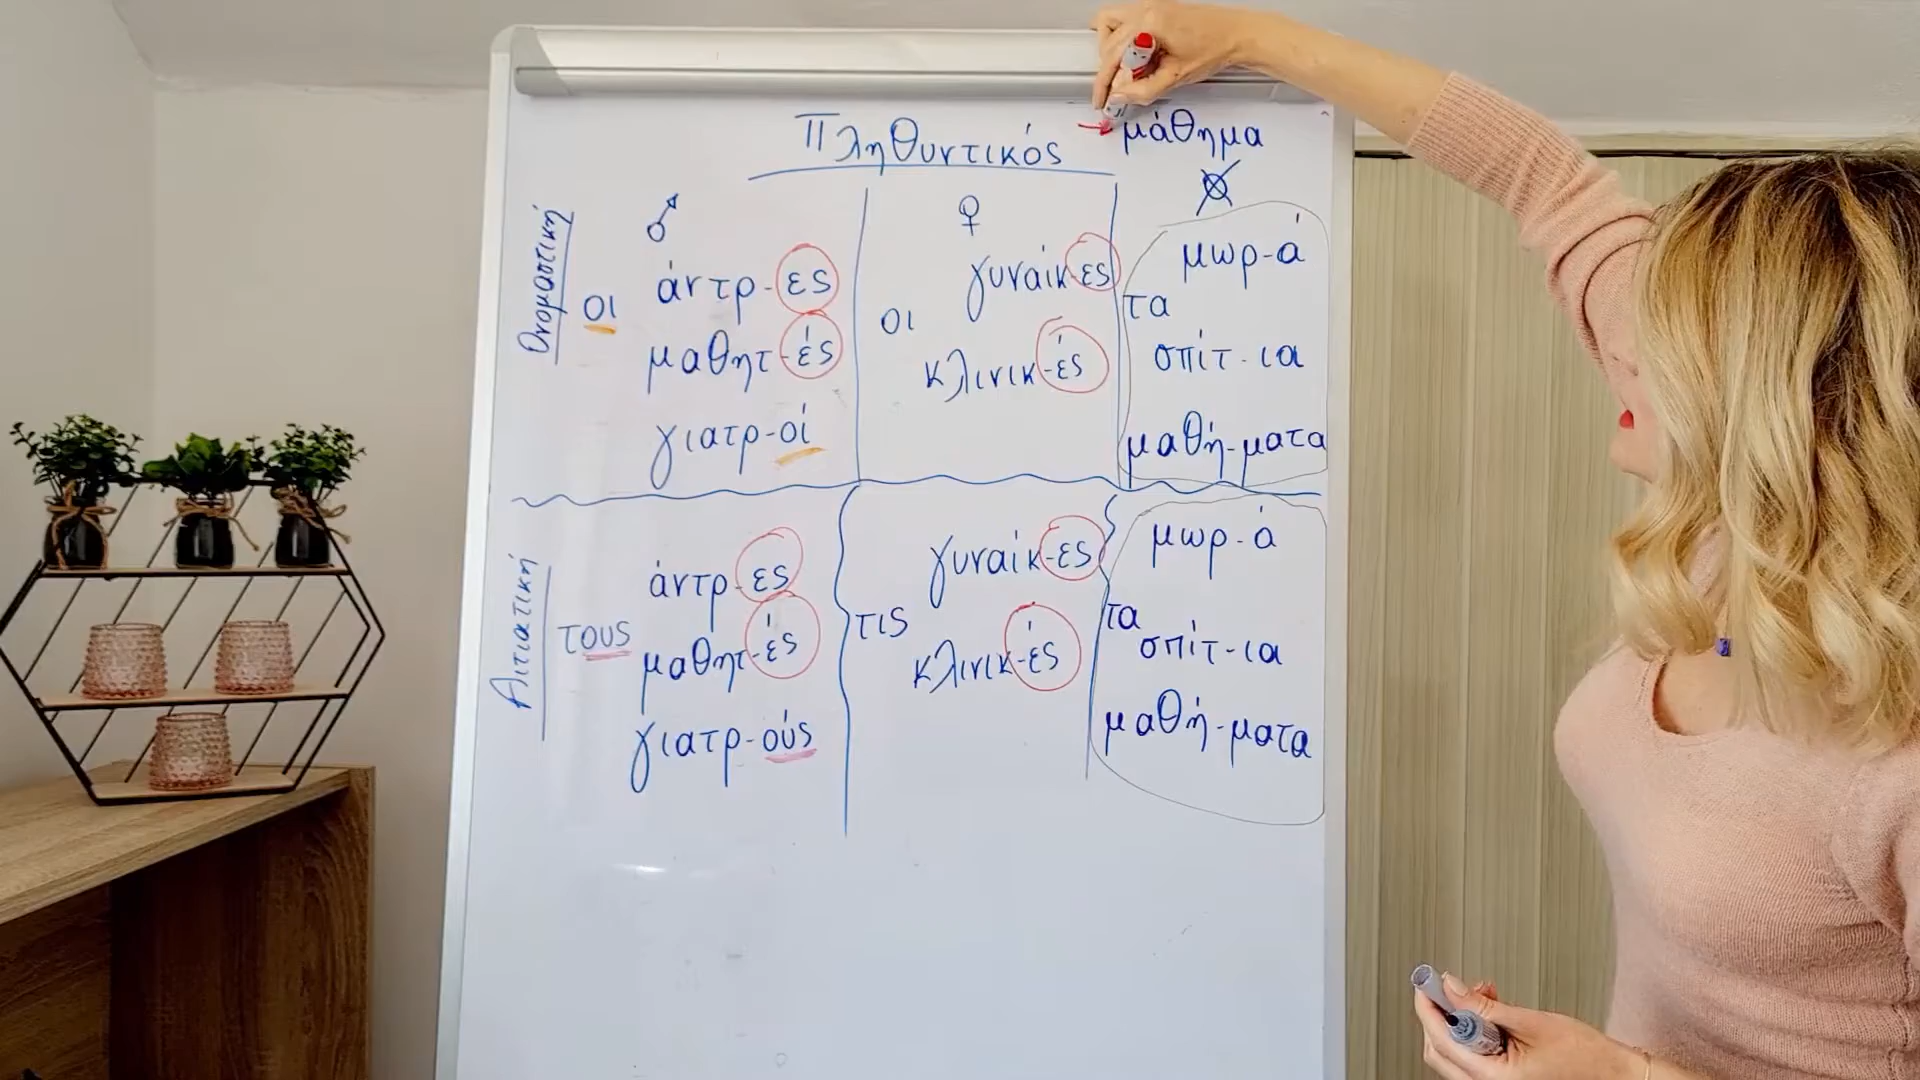 Πληθυντικός
μάθημα
Ονομαστική
οι
άντρ-ες
μαθητ-ές
γιατρ-οί
οι
γυναίκ-ες
κλινικ-ές
τα
μωρ-ά
σπίτ-ια
μαθή-ματα
Αιτιατική
τους
άντρ-ες
μαθητ-ές
γιατρ-ούς
τις
γυναίκ-ες
κλινικ-ές
τα
μωρ-ά
σπίτ-ια
μαθή-ματα